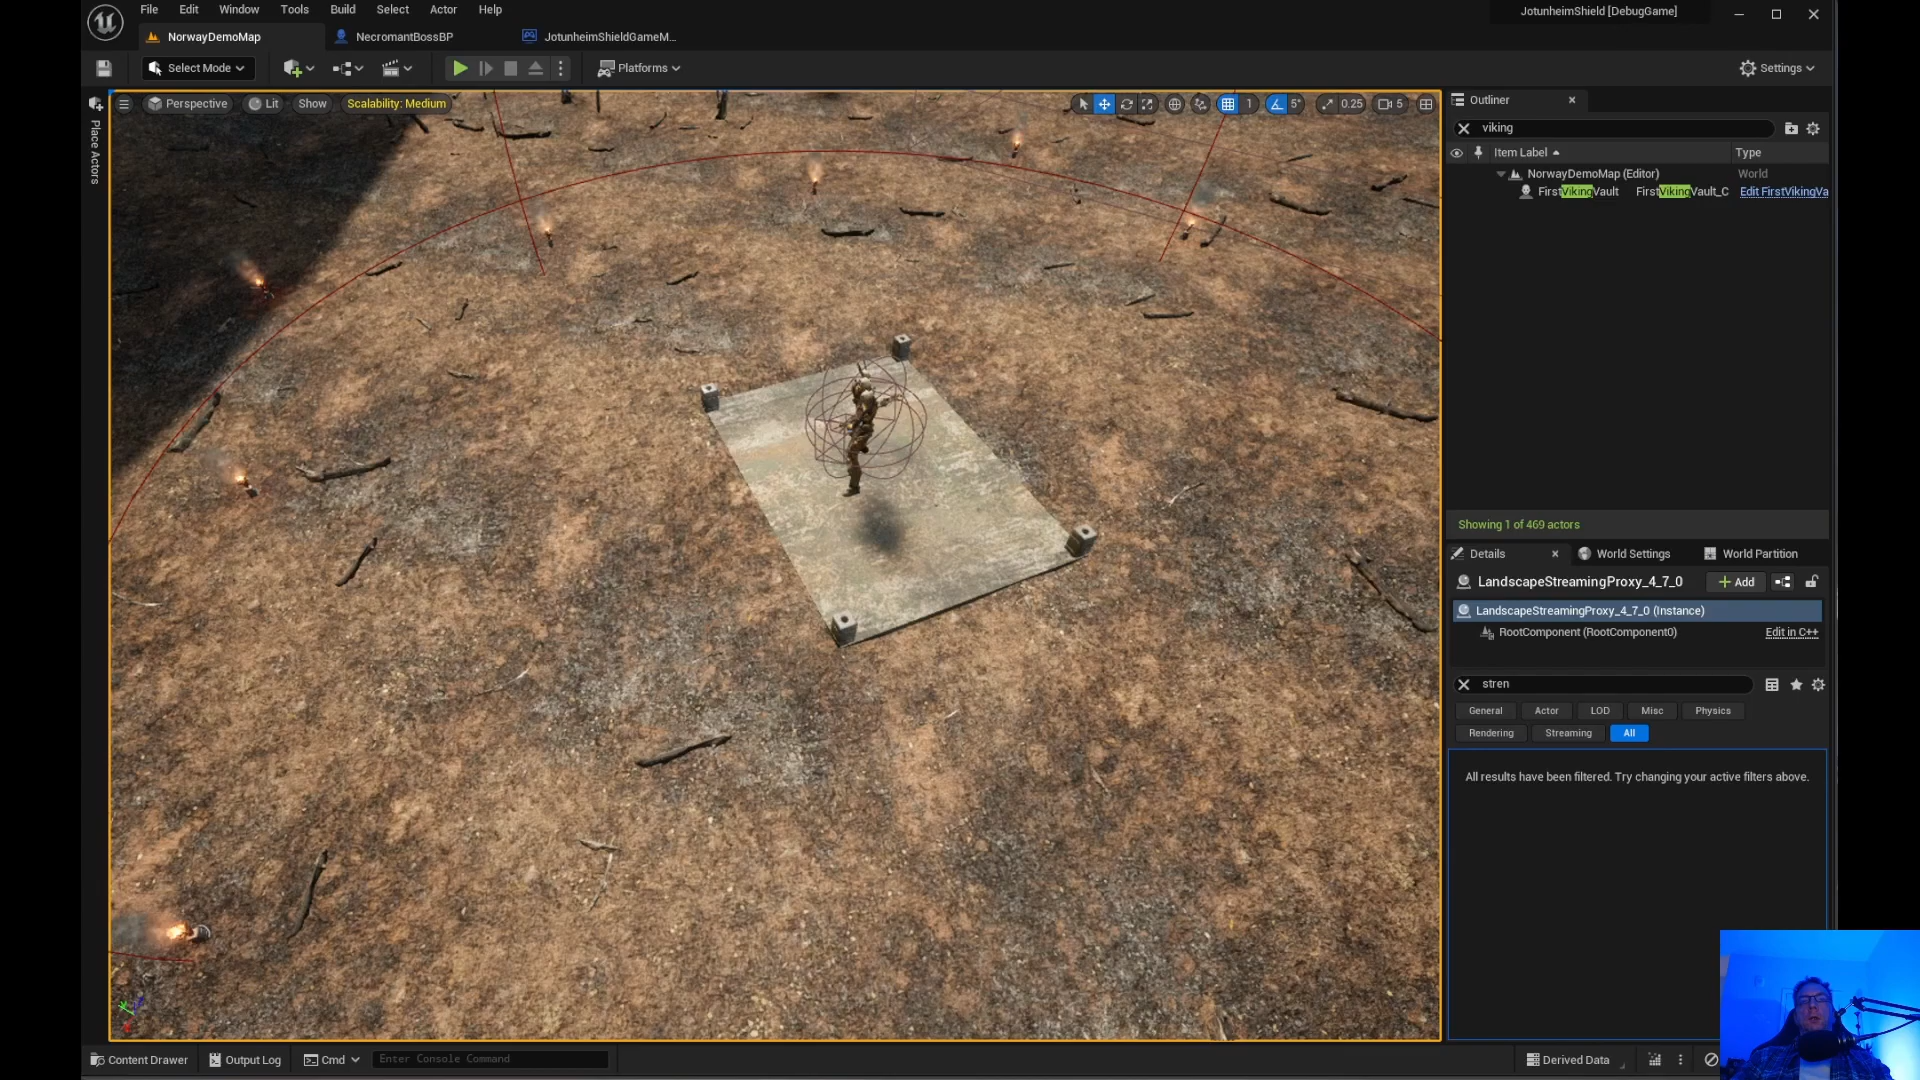 File Edit Window Tools Build Select Actor Help
JotunheimShield [DebugGame]
NorwayDemoMap NecromantBossBP JotunheimShieldGameM...
Select Mode Platforms Settings
Perspective Lit Show Scalability: Medium 1 5° 0.25 5
Place Actors
Outliner
viking
Item Label Type
NorwayDemoMap (Editor) World
FirstVikingVault FirstVikingVault_C Edit FirstVikingVa
Showing 1 of 469 actors
Details World Settings World Partition
LandscapeStreamingProxy_4_7_0 Add
LandscapeStreamingProxy_4_7_0 (Instance)
RootComponent (RootComponent0) Edit in C++
stren
General Actor LOD Misc Physics
Rendering Streaming All
All results have been filtered. Try changing your active filters above.
Content Drawer Output Log Cmd Enter Console Command Derived Data